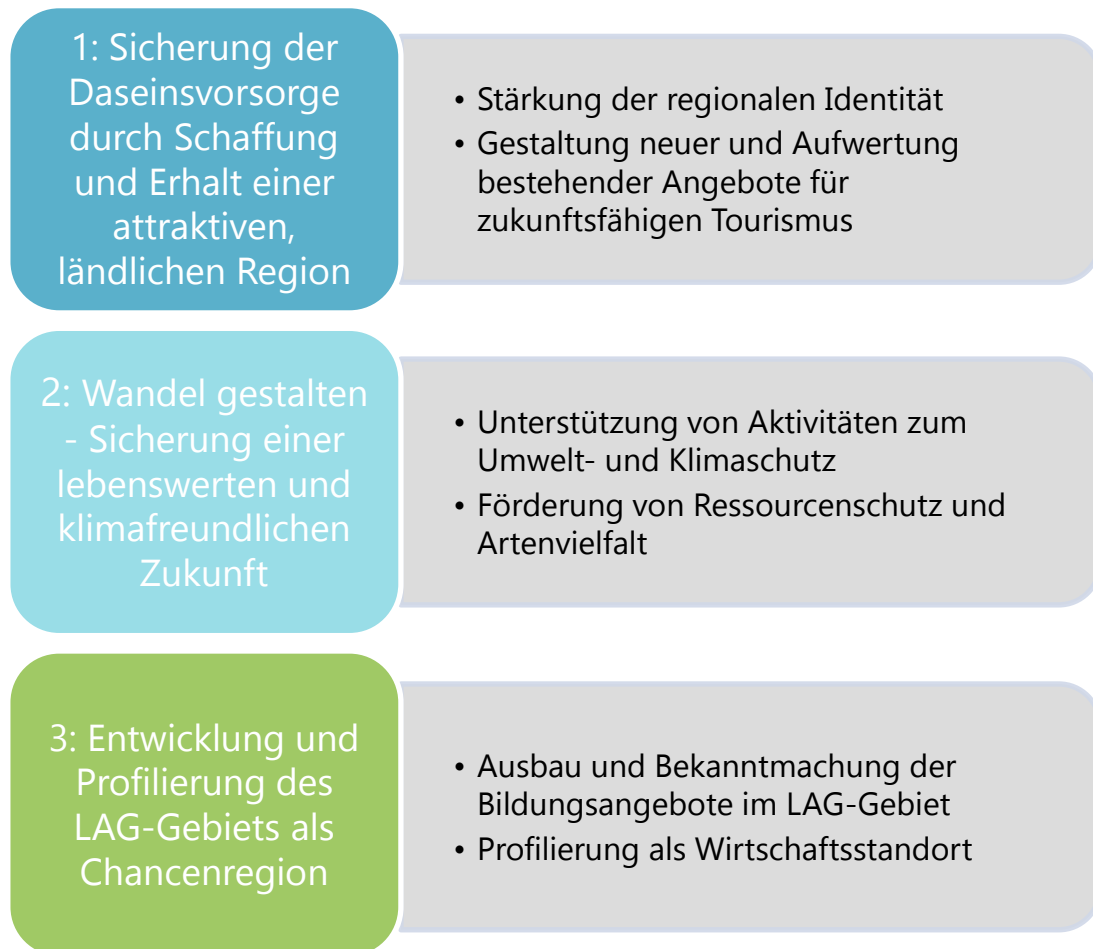 1: Sicherung der
Daseinsvorsorge
durch Schaffung
und Erhalt einer
attraktiven,
ländlichen Region
• Stärkung der regionalen Identität
• Gestaltung neuer und Aufwertung
bestehender Angebote für
zukunftsfähigen Tourismus
2: Wandel gestalten
- Sicherung einer
lebenswerten und
klimafreundlichen
Zukunft
• Unterstützung von Aktivitäten zum
Umwelt- und Klimaschutz
• Förderung von Ressourcenschutz und
Artenvielfalt
3: Entwicklung und
Profilierung des
LAG-Gebiets als
Chancenregion
• Ausbau und Bekanntmachung der
Bildungsangebote im LAG-Gebiet
• Profilierung als Wirtschaftsstandort